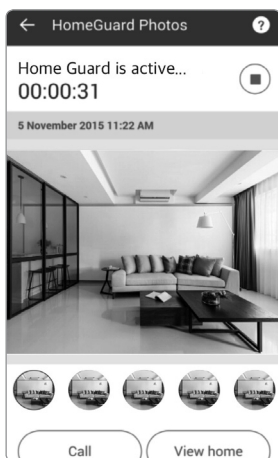 HomeGuard Photos
?
Home Guard is active...
00:00:31
5 November 2015 11:22 AM
Call
View home